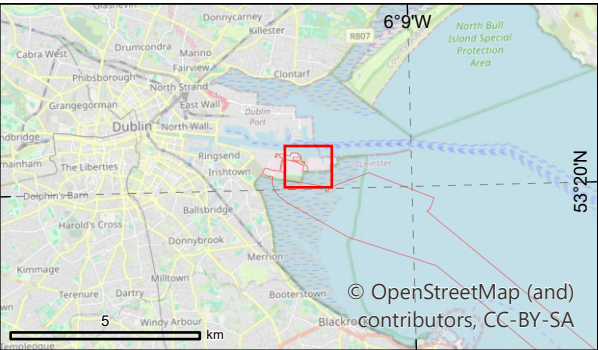 Glasnevin
Donnycarney
Killester
6°9'W
R807
North Bull
Island Special
Protection
Area
Cabra West
Drumcondra
Marino
Fairview
Clontarf
Phibsborough
North Strand
Grangegorman
East Wall
Dublin
Port
Dublin
North Wall
Ringsend
Leinster
The Liberties
Irishtown
53°20'N
Dolphin's Barn
Ballsbridge
Harold's Cross
Donnybrook
Merrion
Kimmage
Milltown
Terenure
Dartry
Booterstown
© OpenStreetMap (and)
contributors, CC-BY-SA
5
km
Windy Arbour
Templeogue